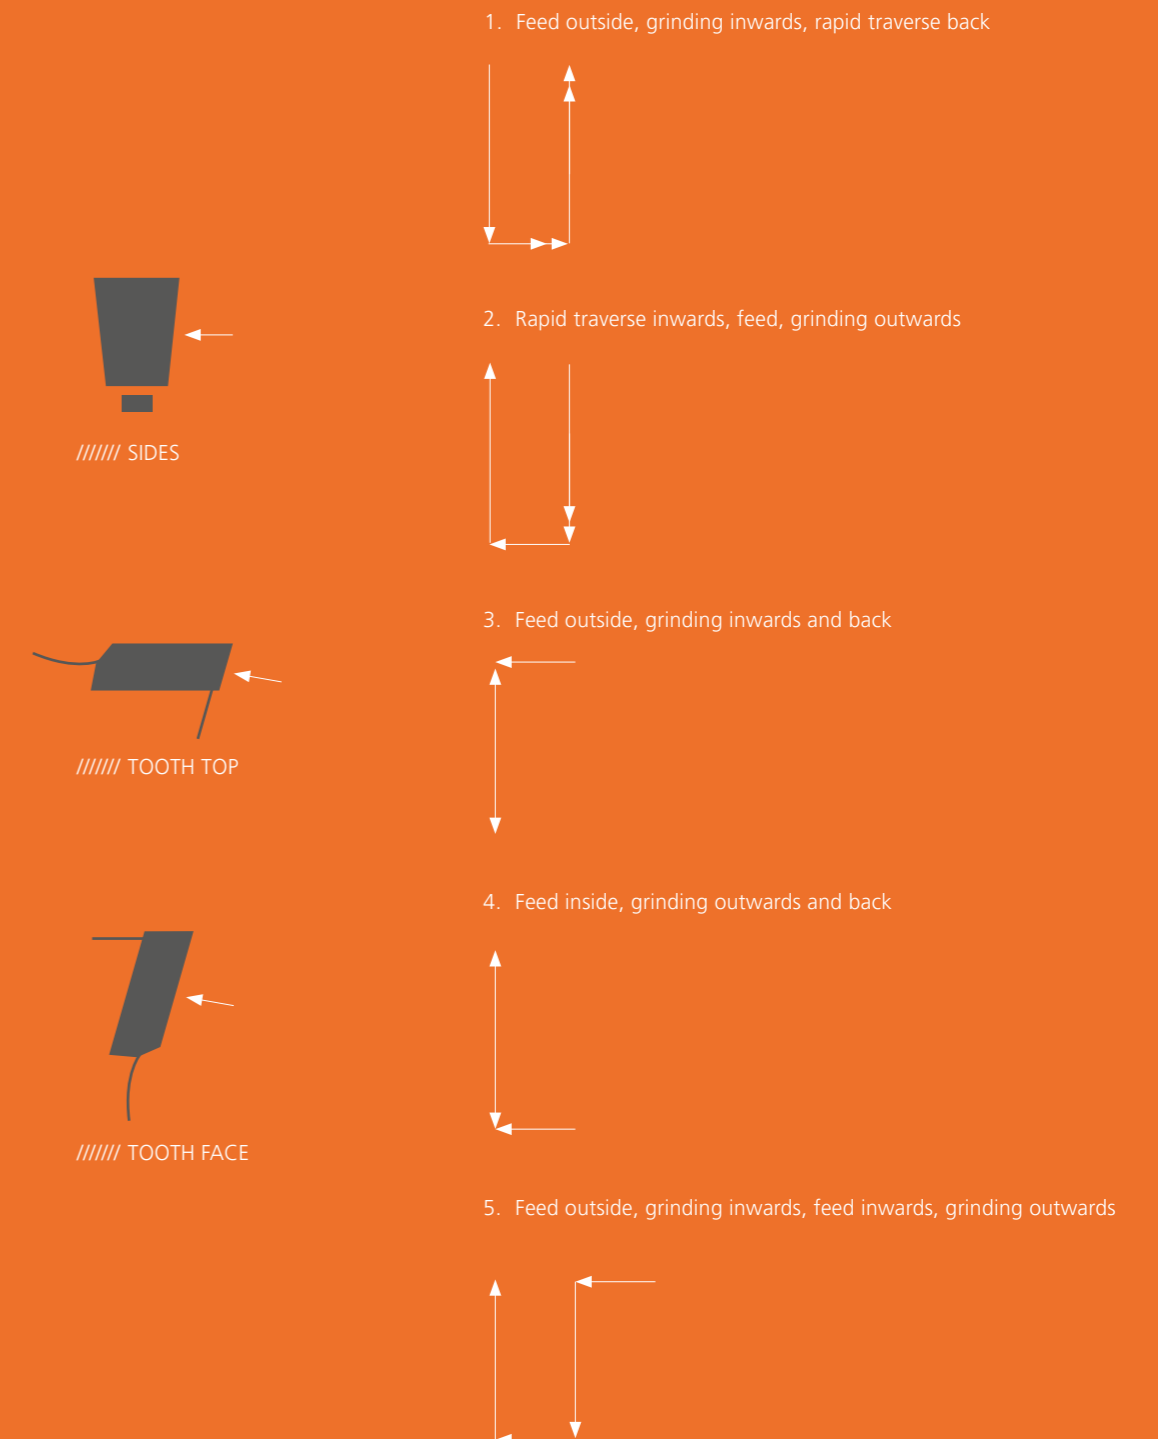 1. Feed outside, grinding inwards, rapid traverse back
2. Rapid traverse inwards, feed, grinding outwards
/////// SIDES
3. Feed outside, grinding inwards and back
/////// TOOTH TOP
4. Feed inside, grinding outwards and back
/////// TOOTH FACE
5. Feed outside, grinding inwards, feed inwards, grinding outwards